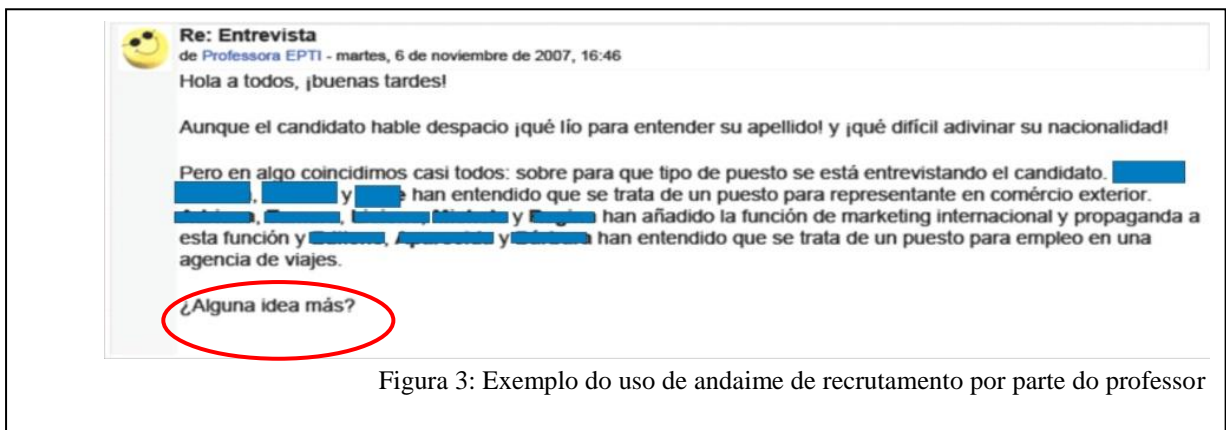 Re: Entrevista
de Professora EPTI - martes, 6 de noviembre de 2007, 16:46
Hola a todos, ¡buenas tardes!
Aunque el candidato hable despacio ¡qué lío para entender su apellido! y ¡qué difícil adivinar su nacionalidad!
Pero en algo coincidimos casi todos: sobre para que tipo de puesto se está entrevistando el candidato.
, y han entendido que se trata de un puesto para representante en comércio exterior.
, , , y han añadido la función de marketing internacional y propaganda a
esta función y , y han entendido que se trata de un puesto para empleo en una
agencia de viajes.
¿Alguna idea más?
Figura 3: Exemplo do uso de andaime de recrutamento por parte do professor